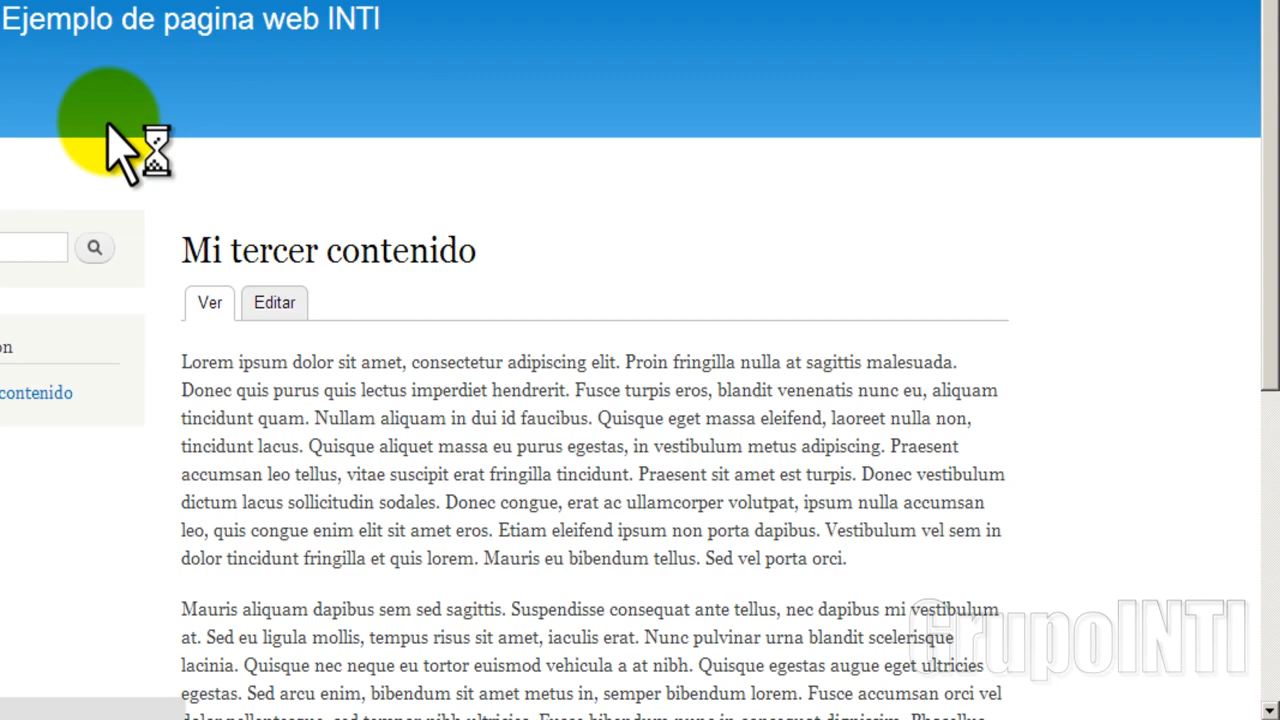 Ejemplo de pagina web INTI
Mi tercer contenido
Ver
Editar
on
contenido
Lorem ipsum dolor sit amet, consectetur adipiscing elit. Proin fringilla nulla at sagittis malesuada.
Donec quis purus quis lectus imperdiet hendrerit. Fusce turpis eros, blandit venenatis nunc eu, aliquam
tincidunt quam. Nullam aliquam in dui id faucibus. Quisque eget massa eleifend, laoreet nulla non,
tincidunt lacus. Quisque aliquet massa eu purus egestas, in vestibulum metus adipiscing. Praesent
accumsan leo tellus, vitae suscipit erat fringilla tincidunt. Praesent sit amet est turpis. Donec vestibulum
dictum lacus sollicitudin sodales. Donec congue, erat ac ullamcorper volutpat, ipsum nulla accumsan
leo, quis congue enim elit sit amet eros. Etiam eleifend ipsum non porta dapibus. Vestibulum vel sem in
dolor tincidunt fringilla et quis lorem. Mauris eu bibendum tellus. Sed vel porta orci.
Mauris aliquam dapibus sem sed sagittis. Suspendisse consequat ante tellus, nec dapibus mi vestibulum
at. Sed eu ligula mollis, tempus risus sit amet, iaculis erat. Nunc pulvinar urna blandit scelerisque
lacinia. Quisque nec neque eu tortor euismod vehicula a at nibh. Quisque egestas augue eget ultricies
egestas. Sed arcu enim, bibendum sit amet metus in, semper bibendum lorem. Fusce accumsan orci vel
GrupoINTI